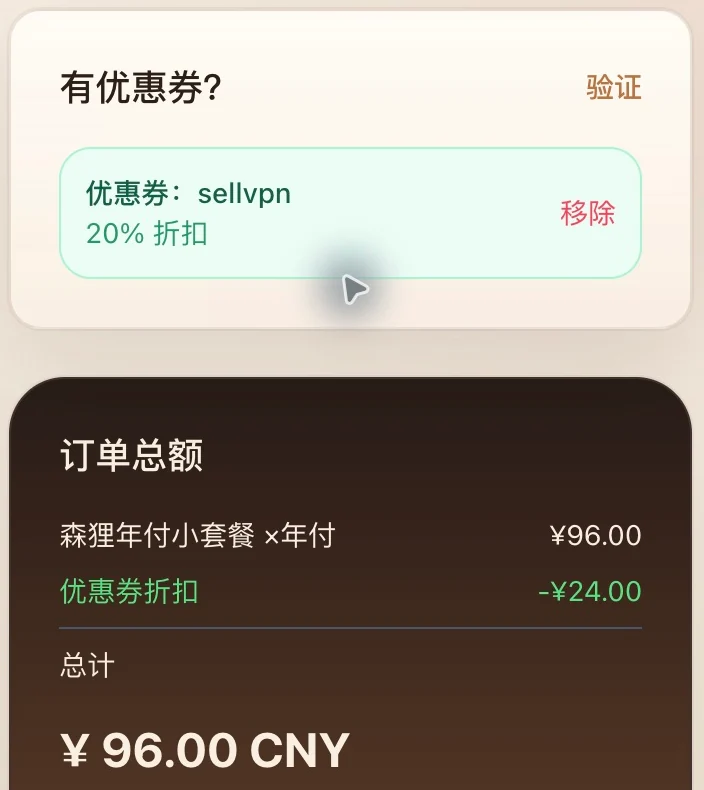 有优惠券?
验证
优惠券：sellvpn
20% 折扣
移除
订单总额
森狸年付小套餐 ×年付
¥96.00
优惠券折扣
-¥24.00
总计
¥ 96.00 CNY